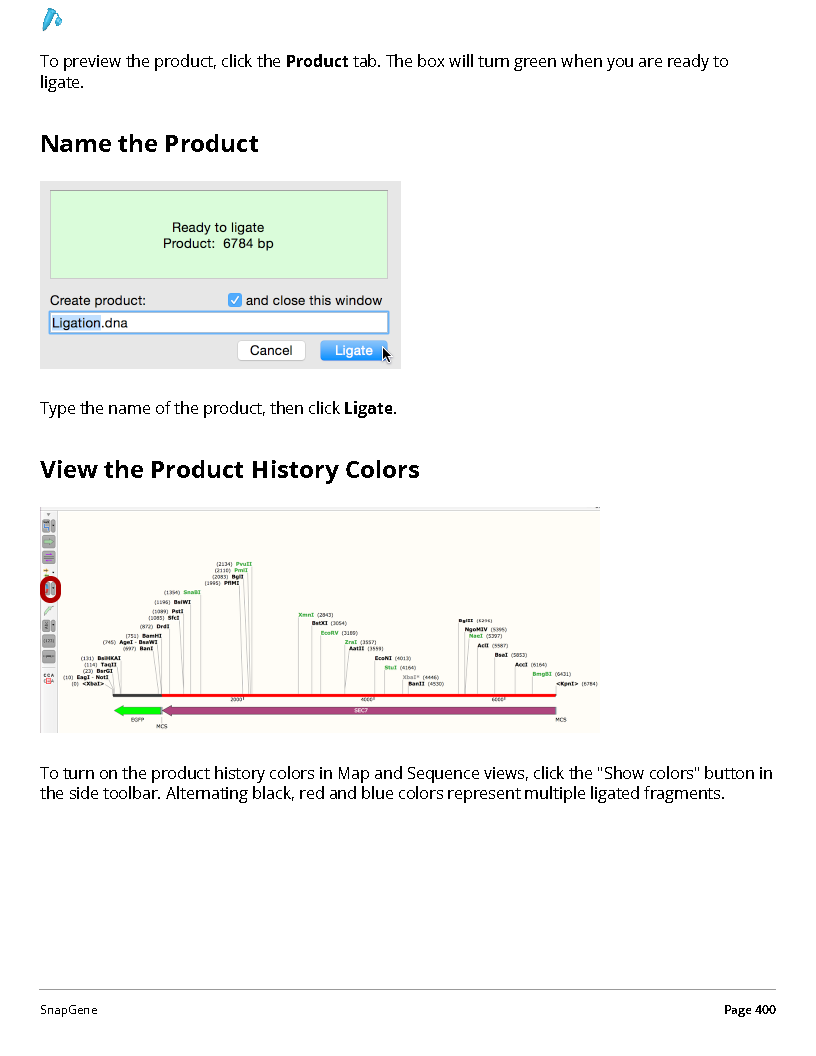 To preview the product, click the Product tab. The box will turn green when you are ready to
ligate.
Name the Product
Ready to ligate
Product: 6784 bp
Create product:
and close this window
Ligation.dna
Cancel
Ligate
Type the name of the product, then click Ligate.
View the Product History Colors
(2134) PvuII
(2110) PmlI
(2083) BglI
(1995) PflMI
(1354) SnaBI
(1196) BsiWI
(1089) PstI
(1085) SfcI
(872) DrdI
(751) BamHI
(745) AgeI - BsaWI
(697) BanI
(131) BsiHKAI
(114) TaqII
(23) BsrGI
(10) EagI - NotI
(0) <XbaI>
XmnI (2843)
BstXI (3054)
EcoRV (3189)
ZraI (3557)
AatII (3559)
EcoNI (4013)
StuI (4164)
XbaI* (4446)
BanII (4530)
BglII
NgoMIV (5395)
NheI (5397)
AclI (5587)
BsaI (5853)
AccI (6164)
BmgBI (6431)
<KpnI> (6784)
2000
4000
6000
SEC7
EGFP
MCS
MCS
To turn on the product history colors in Map and Sequence views, click the "Show colors" button in
the side toolbar. Alternating black, red and blue colors represent multiple ligated fragments.
SnapGene
Page 400